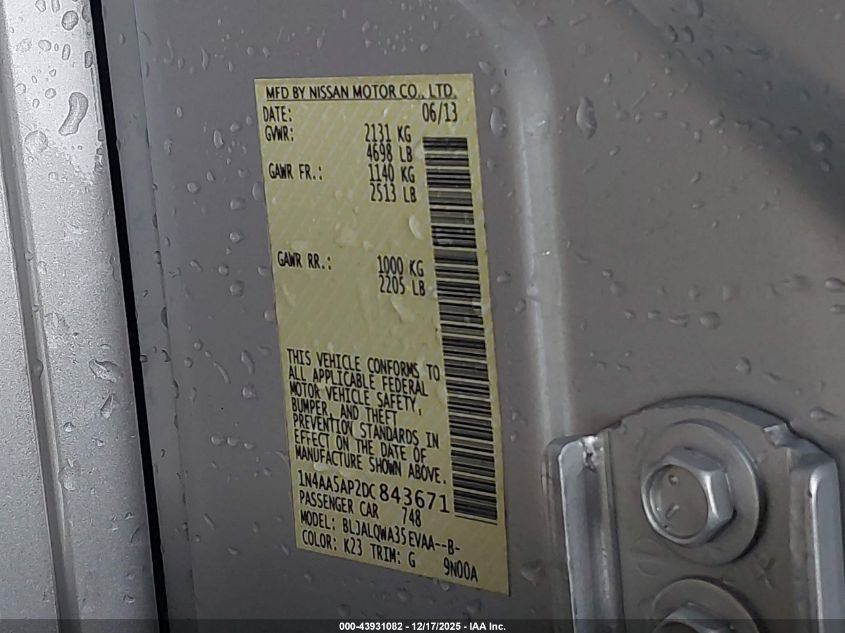 MFD BY NISSAN MOTOR CO., LTD.
DATE: 06/13
GVWR: 2131 KG
4698 LB
GAWR FR.: 1140 KG
2513 LB
GAWR RR.: 1000 KG
2205 LB
THIS VEHICLE CONFORMS TO
ALL APPLICABLE FEDERAL
MOTOR VEHICLE SAFETY,
BUMPER, AND THEFT
PREVENTION STANDARDS IN
EFFECT ON THE DATE OF
MANUFACTURE SHOWN ABOVE.
1N4AA5AP2DC843671
PASSENGER CAR 748
MODEL: BLJALQWA35EVAA--B-
COLOR: K23 TRIM: G 9N00A
000-43931082 - 12/17/2025 - IAA Inc.